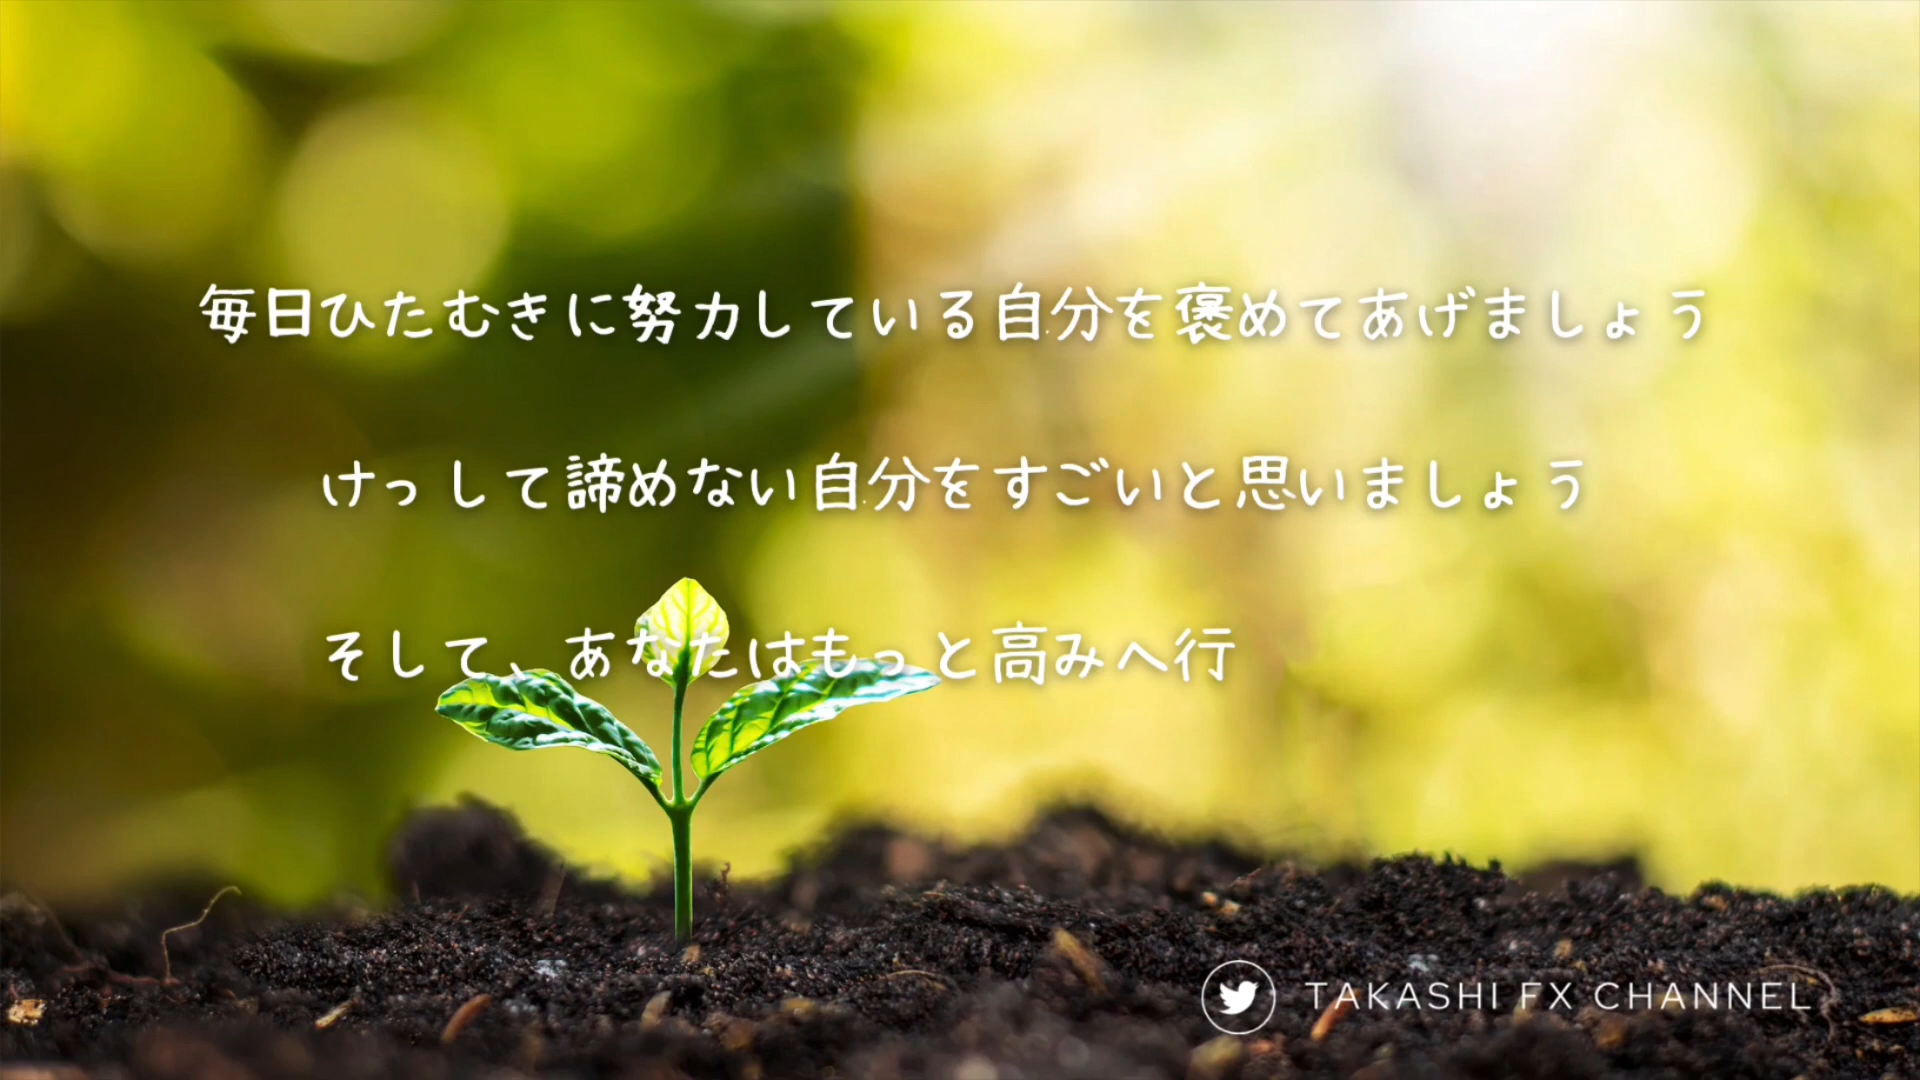 毎日ひたむきに努力している自分を褒めてあげましょう
けっして諦めない自分をすごいと思いましょう
そして、あなたはもっと高みへ行
TAKASHI FX CHANNEL